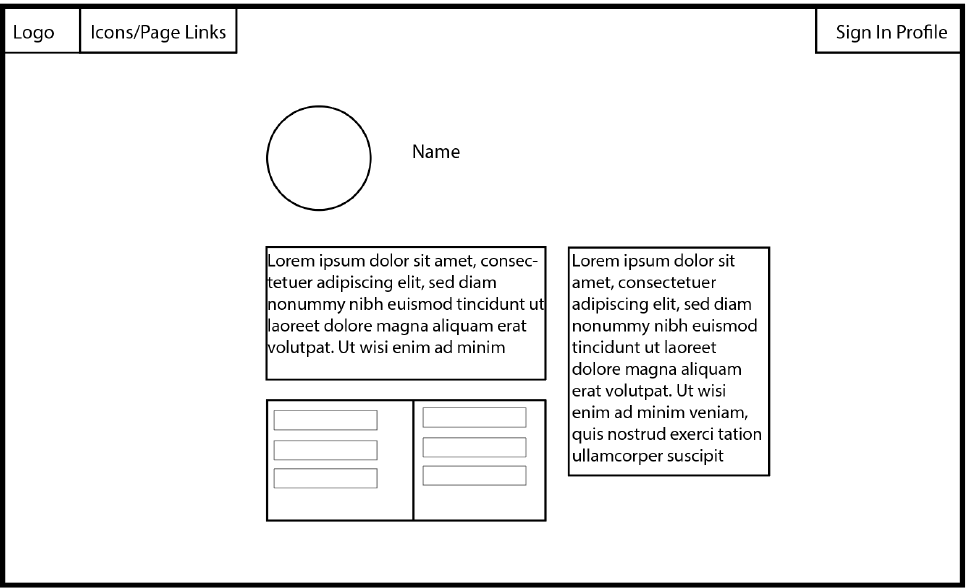 Logo
Icons/Page Links
Sign In Profile
Name
Lorem ipsum dolor sit amet, consec-
tetuer adipiscing elit, sed diam
nonummy nibh euismod tincidunt ut
laoreet dolore magna aliquam erat
volutpat. Ut wisi enim ad minim
Lorem ipsum dolor sit
amet, consectetuer
adipiscing elit, sed diam
nonummy nibh euismod
tincidunt ut laoreet
dolore magna aliquam
erat volutpat. Ut wisi
enim ad minim veniam,
quis nostrud exerci tation
ullamcorper suscipit